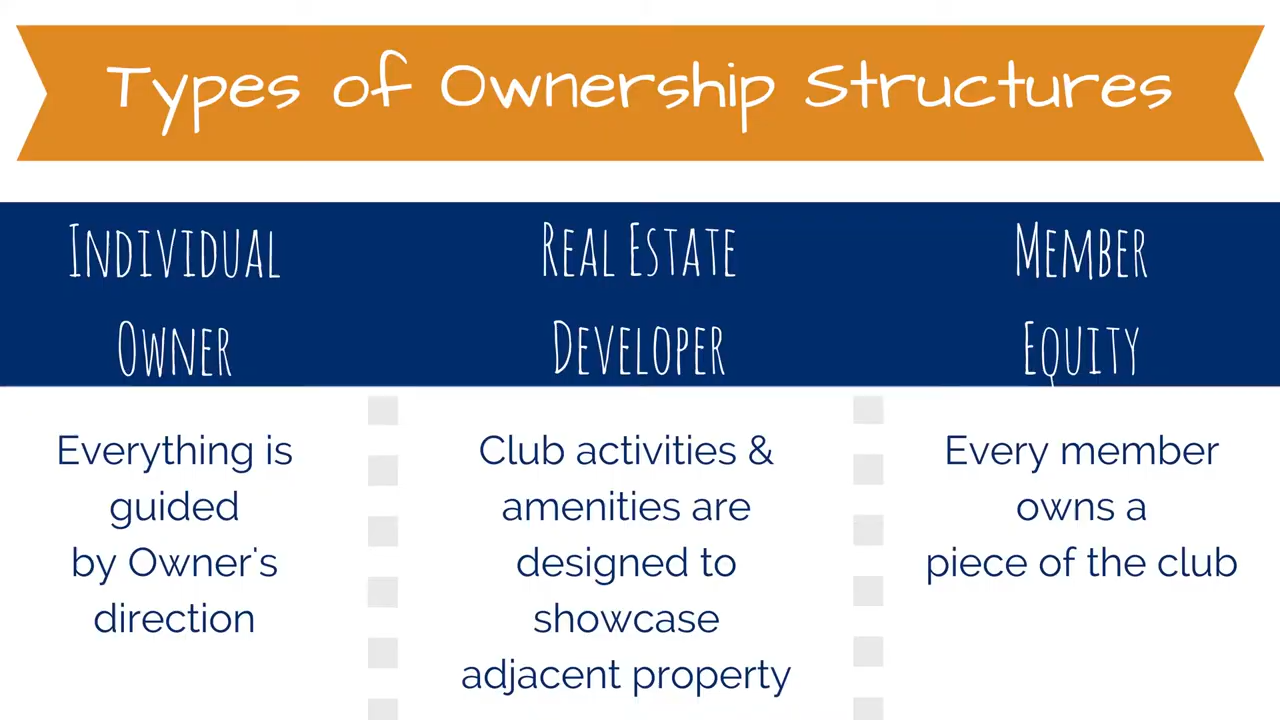 Types of Ownership Structures
Individual
Owner
Everything is
guided
by Owner's
direction
Real Estate
Developer
Club activities &
amenities are
designed to
showcase
adjacent property
Member
Equity
Every member
owns a
piece of the club